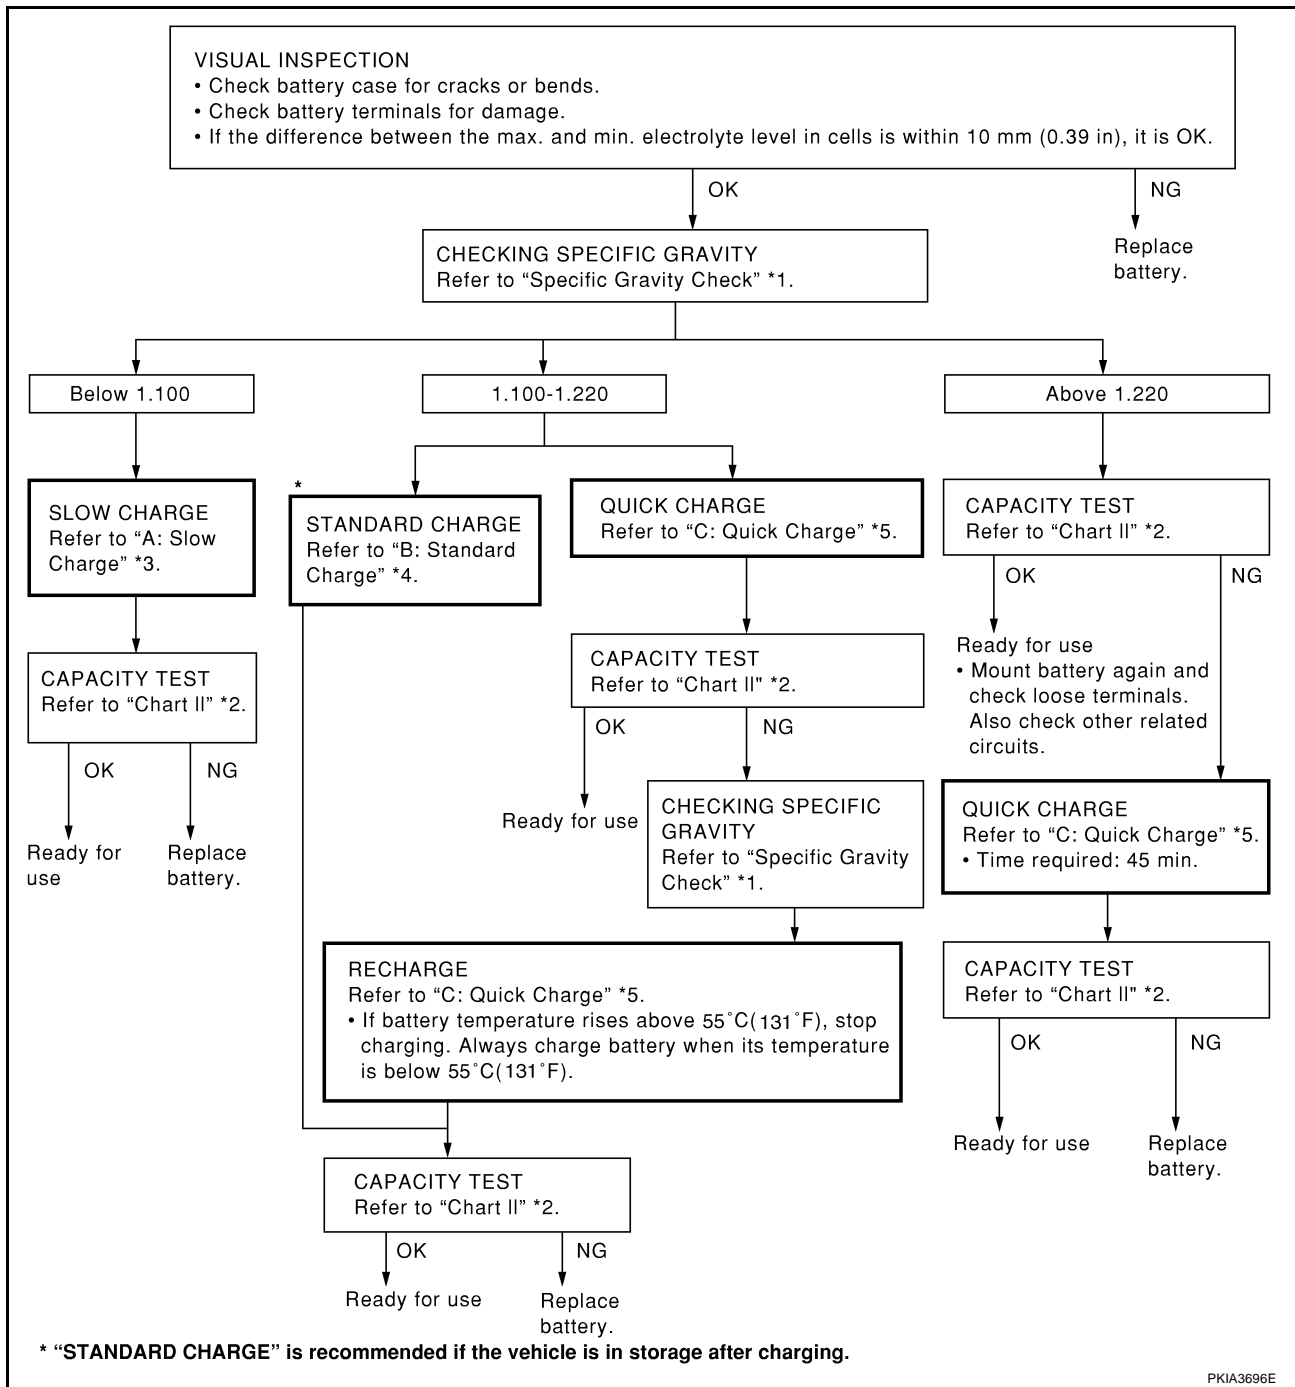 VISUAL INSPECTION
• Check battery case for cracks or bends.
• Check battery terminals for damage.
• If the difference between the max. and min. electrolyte level in cells is within 10 mm (0.39 in), it is OK.
OK
NG
Replace
battery.
CHECKING SPECIFIC GRAVITY
Refer to “Specific Gravity Check” *1.
Below 1.100
1.100-1.220
Above 1.220
SLOW CHARGE
Refer to “A: Slow
Charge” *3.
CAPACITY TEST
Refer to “Chart II” *2.
OK
NG
Ready for
use
Replace
battery.
*
STANDARD CHARGE
Refer to “B: Standard
Charge” *4.
QUICK CHARGE
Refer to “C: Quick Charge” *5.
CAPACITY TEST
Refer to “Chart II" *2.
OK
NG
Ready for use
CHECKING SPECIFIC
GRAVITY
Refer to “Specific Gravity
Check” *1.
RECHARGE
Refer to “C: Quick Charge” *5.
• If battery temperature rises above 55˚C(131˚F), stop
charging. Always charge battery when its temperature
is below 55˚C(131˚F).
CAPACITY TEST
Refer to “Chart II” *2.
OK
NG
Ready for use
Replace
battery.
CAPACITY TEST
Refer to “Chart II” *2.
OK
NG
Ready for use
• Mount battery again and
check loose terminals.
Also check other related
circuits.
QUICK CHARGE
Refer to “C: Quick Charge” *5.
• Time required: 45 min.
CAPACITY TEST
Refer to “Chart II" *2.
OK
NG
Ready for use
Replace
battery.
* “STANDARD CHARGE” is recommended if the vehicle is in storage after charging.
PKIA3696E